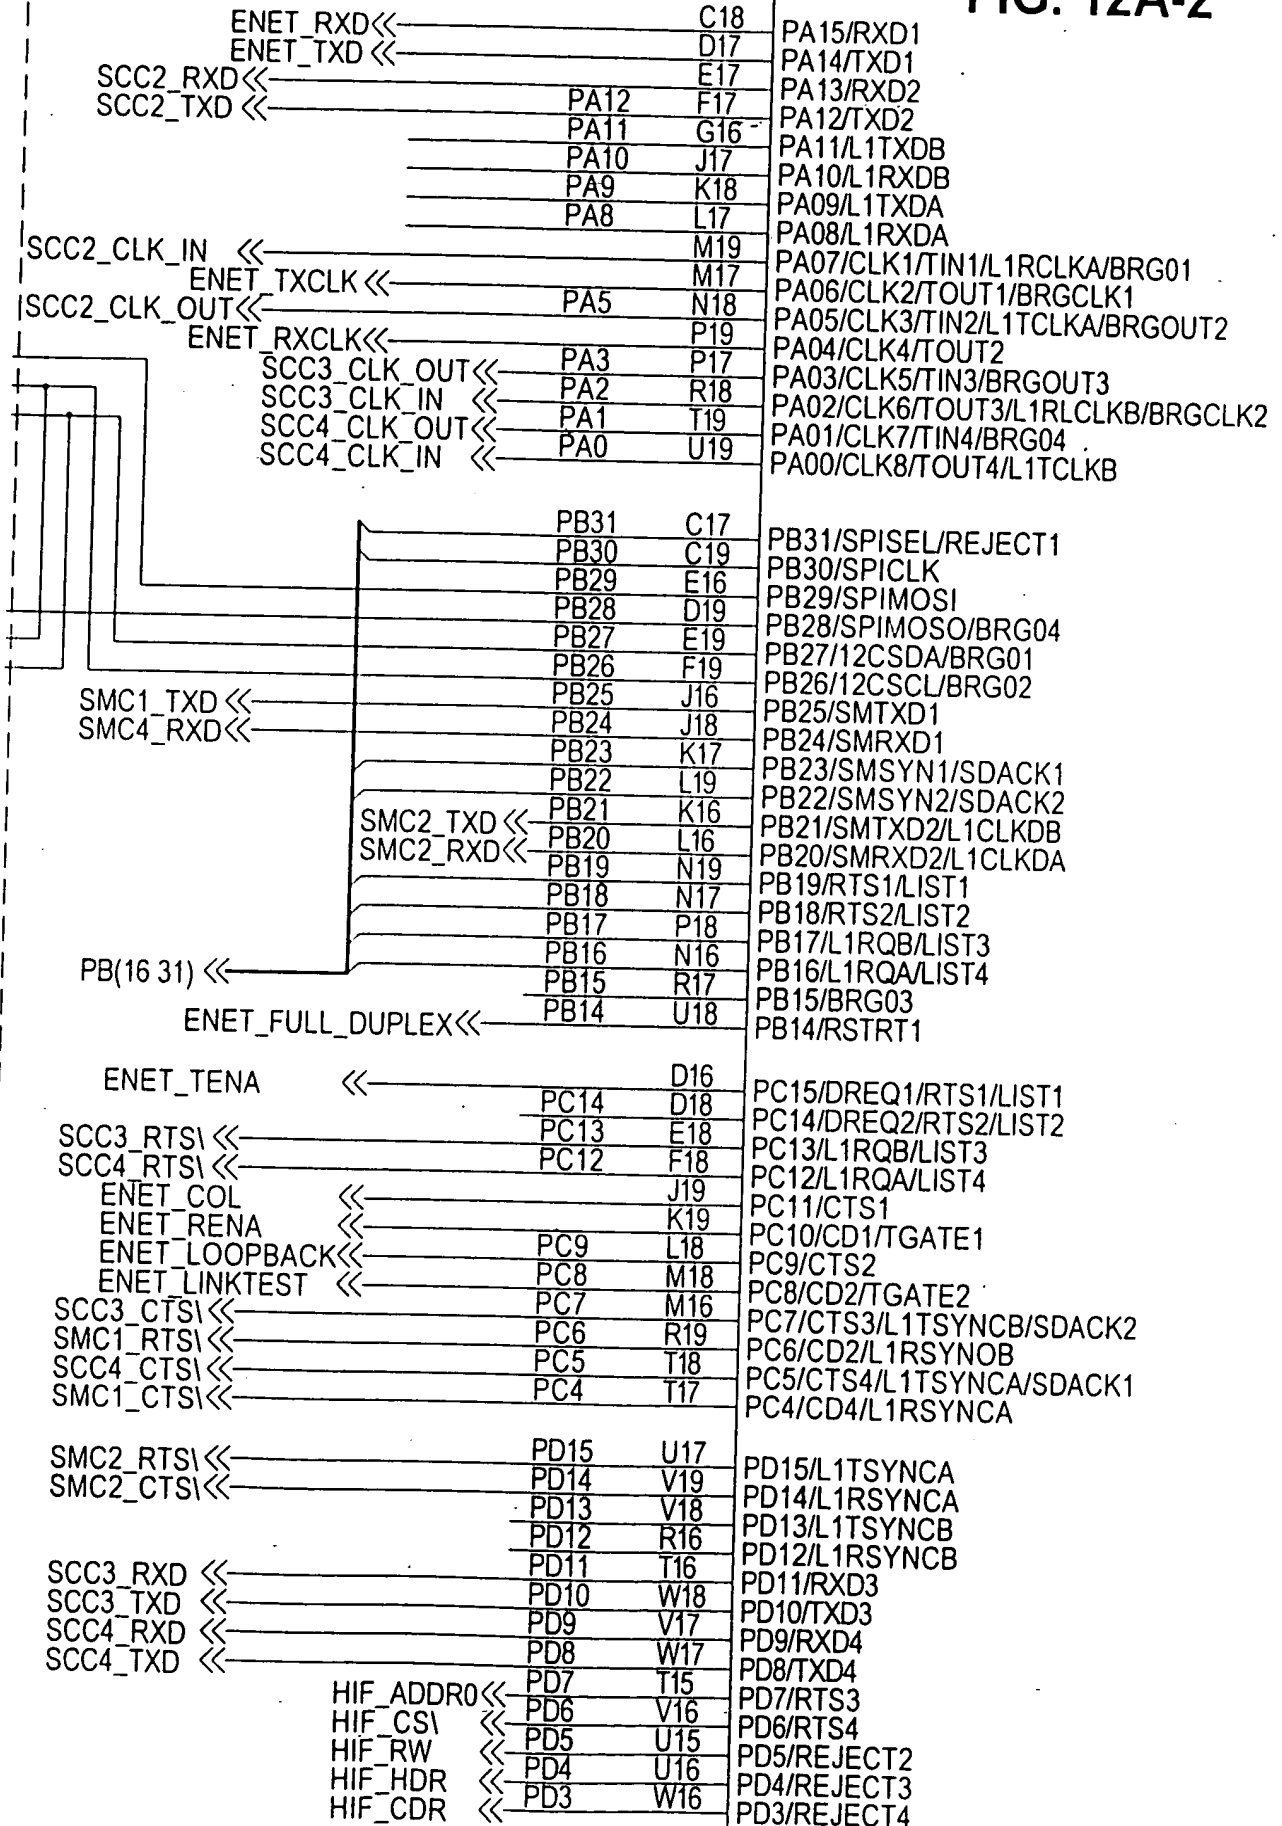 FIG. 12A-2
ENET_RXD C18 PA15/RXD1
ENET_TXD D17 PA14/TXD1
SCC2_RXD E17 PA13/RXD2
SCC2_TXD PA12 F17 PA12/TXD2
PA11 G16 PA11/L1TXDB
PA10 J17 PA10/L1RXDB
PA9 K18 PA09/L1TXDA
PA8 L17 PA08/L1RXDA
SCC2_CLK_IN M19 PA07/CLK1/TIN1/L1RCLKA/BRG01
ENET_TXCLK M17 PA06/CLK2/TOUT1/BRGCLK1
SCC2_CLK_OUT PA5 N18 PA05/CLK3/TIN2/L1TCLKA/BRGOUT2
ENET_RXCLK P19 PA04/CLK4/TOUT2
SCC3_CLK_OUT PA3 P17 PA03/CLK5/TIN3/BRGOUT3
SCC3_CLK_IN PA2 R18 PA02/CLK6/TOUT3/L1RLCLKB/BRGCLK2
SCC4_CLK_OUT PA1 T19 PA01/CLK7/TIN4/BRG04
SCC4_CLK_IN PA0 U19 PA00/CLK8/TOUT4/L1TCLKB
PB31 C17 PB31/SPISEL/REJECT1
PB30 C19 PB30/SPICLK
PB29 E16 PB29/SPIMOSI
PB28 D19 PB28/SPIMOSO/BRG04
PB27 E19 PB27/12CSDA/BRG01
PB26 F19 PB26/12CSCL/BRG02
SMC1_TXD PB25 J16 PB25/SMTXD1
SMC4_RXD PB24 J18 PB24/SMRXD1
PB23 K17 PB23/SMSYN1/SDACK1
PB22 L19 PB22/SMSYN2/SDACK2
SMC2_TXD PB21 K16 PB21/SMTXD2/L1CLKDB
SMC2_RXD PB20 L16 PB20/SMRXD2/L1CLKDA
PB19 N19 PB19/RTS1/LIST1
PB18 N17 PB18/RTS2/LIST2
PB17 P18 PB17/L1RQB/LIST3
PB(16 31) PB16 N16 PB16/L1RQA/LIST4
PB15 R17 PB15/BRG03
ENET_FULL_DUPLEX PB14 U18 PB14/RSTRT1
ENET_TENA D16 PC15/DREQ1/RTS1/LIST1
PC14 D18 PC14/DREQ2/RTS2/LIST2
SCC3_RTS\ PC13 E18 PC13/L1RQB/LIST3
SCC4_RTS\ PC12 F18 PC12/L1RQA/LIST4
ENET_COL J19 PC11/CTS1
ENET_RENA K19 PC10/CD1/TGATE1
ENET_LOOPBACK PC9 L18 PC9/CTS2
ENET_LINKTEST PC8 M18 PC8/CD2/TGATE2
SCC3_CTS\ PC7 M16 PC7/CTS3/L1TSYNCB/SDACK2
SMC1_RTS\ PC6 R19 PC6/CD2/L1RSYNOB
SCC4_CTS\ PC5 T18 PC5/CTS4/L1TSYNCA/SDACK1
SMC1_CTS\ PC4 T17 PC4/CD4/L1RSYNCA
SMC2_RTS\ PD15 U17 PD15/L1TSYNCA
SMC2_CTS\ PD14 V19 PD14/L1RSYNCA
PD13 V18 PD13/L1TSYNCB
PD12 R16 PD12/L1RSYNCB
SCC3_RXD PD11 T16 PD11/RXD3
SCC3_TXD PD10 W18 PD10/TXD3
SCC4_RXD PD9 V17 PD9/RXD4
SCC4_TXD PD8 W17 PD8/TXD4
HIF_ADDR0 PD7 T15 PD7/RTS3
HIF_CS\ PD6 V16 PD6/RTS4
HIF_RW PD5 U15 PD5/REJECT2
HIF_HDR PD4 U16 PD4/REJECT3
HIF_CDR PD3 W16 PD3/REJECT4